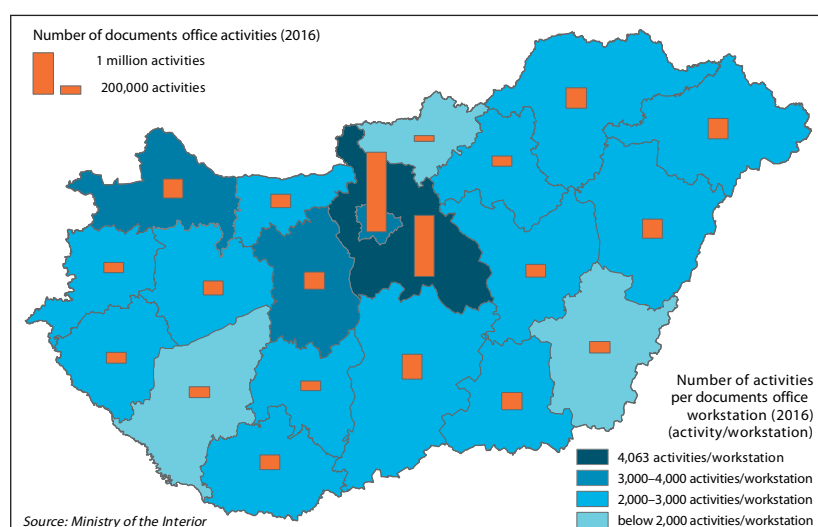 Number of documents office activities (2016)
1 million activities
200,000 activities
Number of activities
per documents office
workstation (2016)
(activity/workstation)
4,063 activities/workstation
3,000–4,000 activities/workstation
2,000–3,000 activities/workstation
below 2,000 activities/workstation
Source: Ministry of the Interior